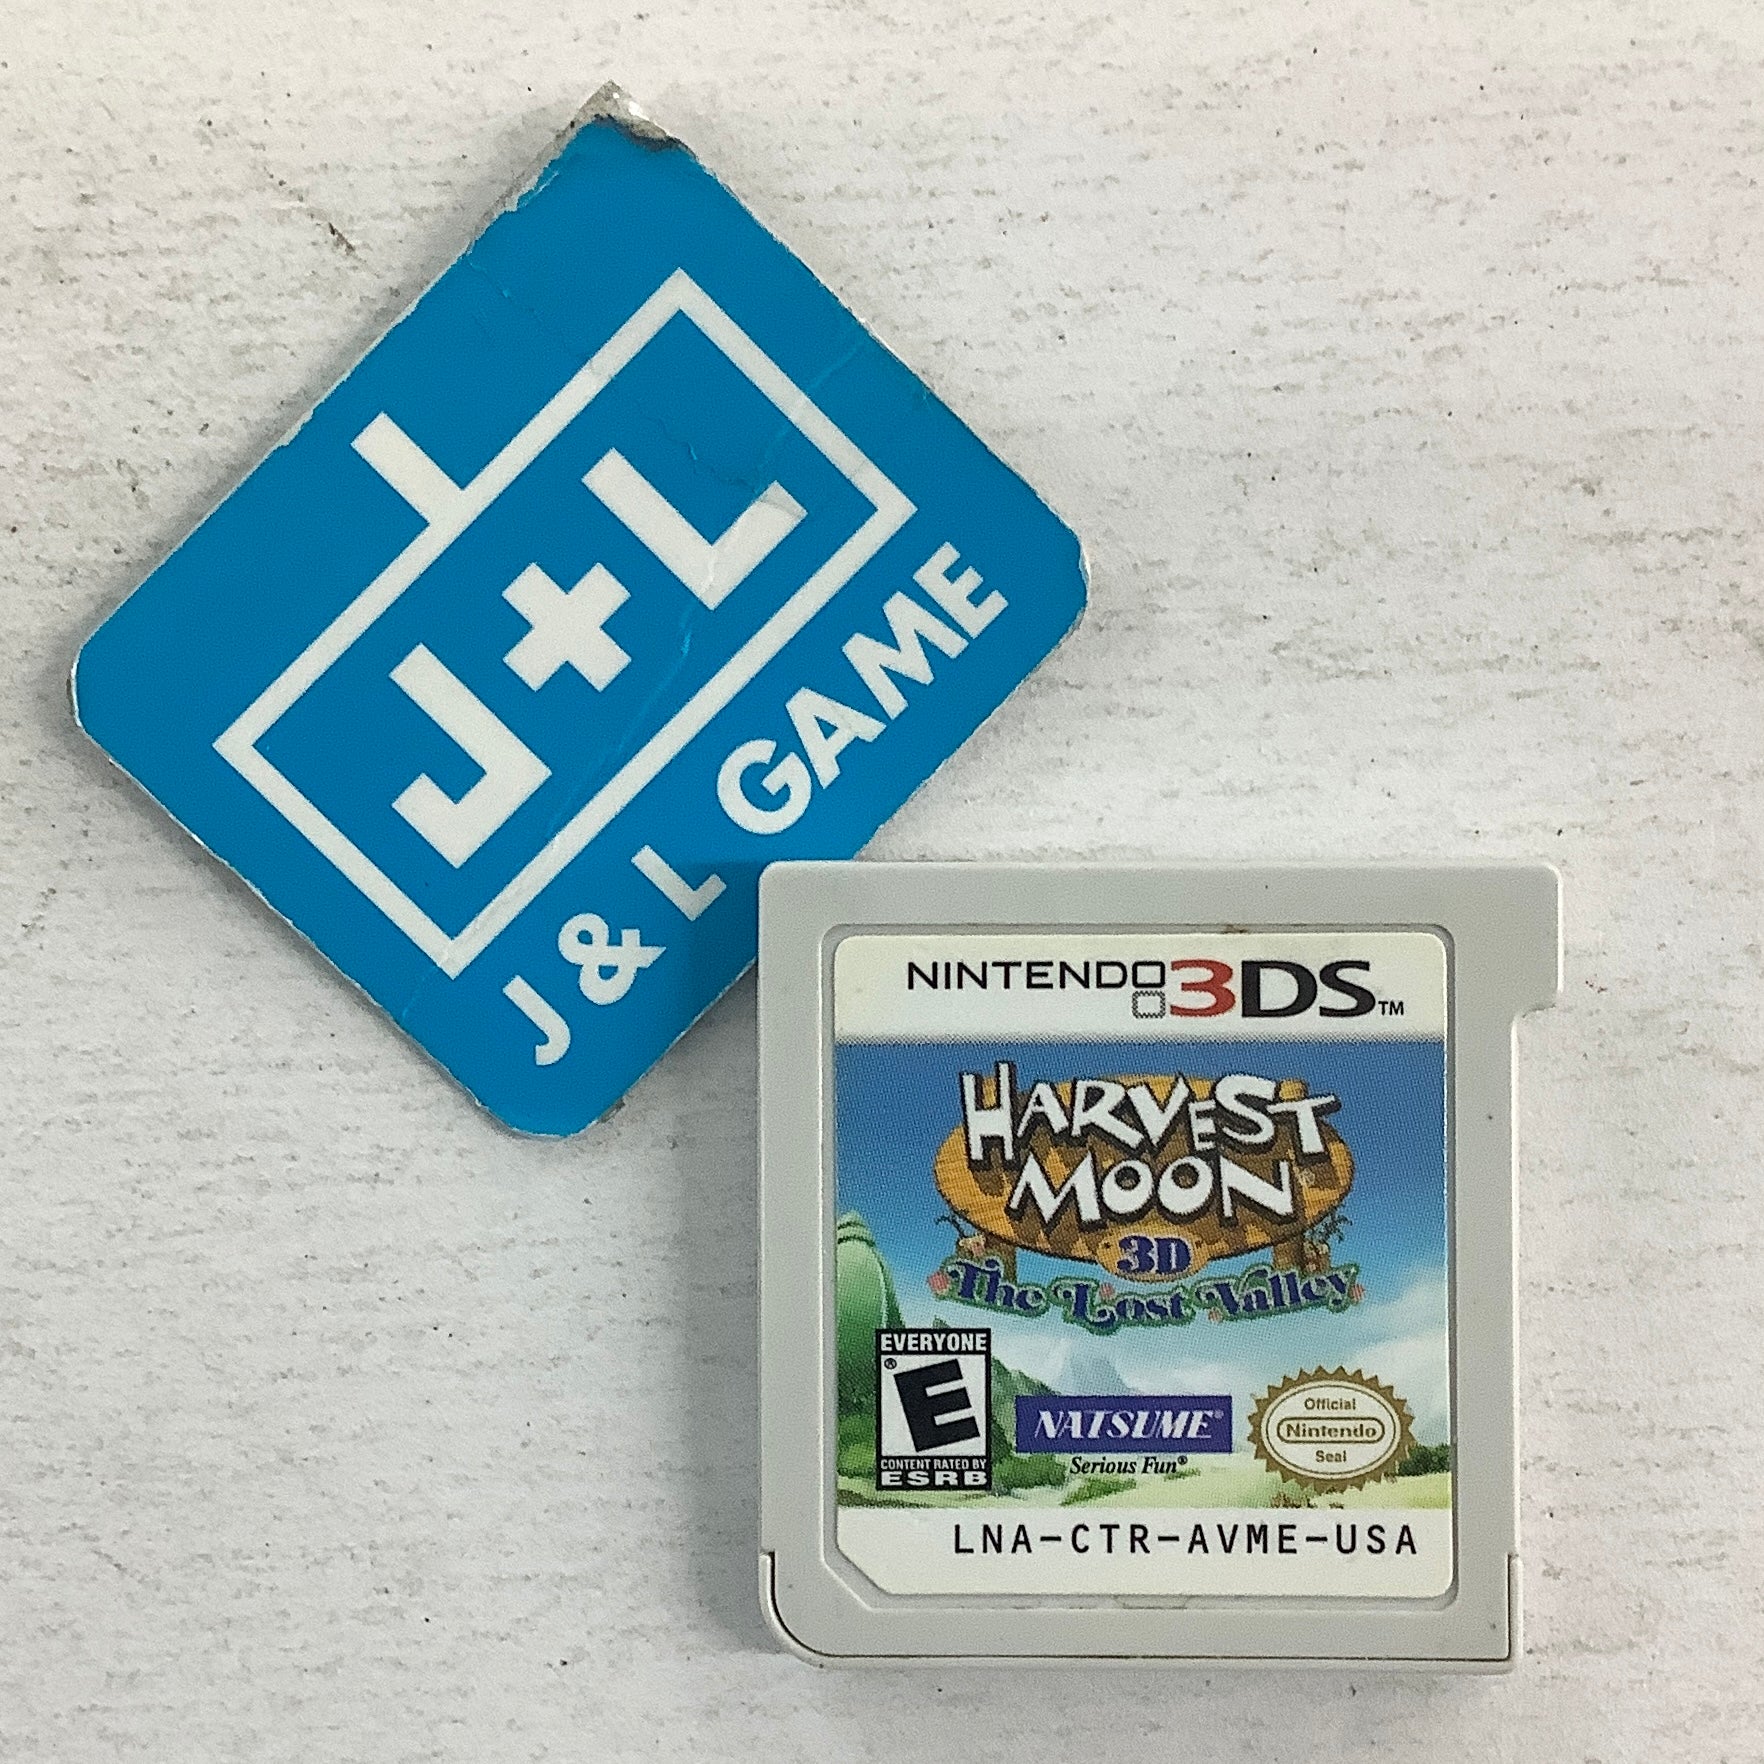 J+L
J & L GAME
NINTENDO 3DS™
HARVEST
MOON®
3D
The Lost Valley
EVERYONE
®
E
CONTENT RATED BY
ESRB
NATSUME®
Serious Fun®
Official
Nintendo
Seal
LNA-CTR-AVME-USA